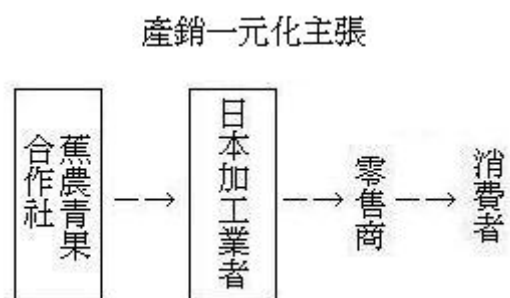 產銷一元化主張
蕉農青果
合作社
日本加工業者
零售商
消費者